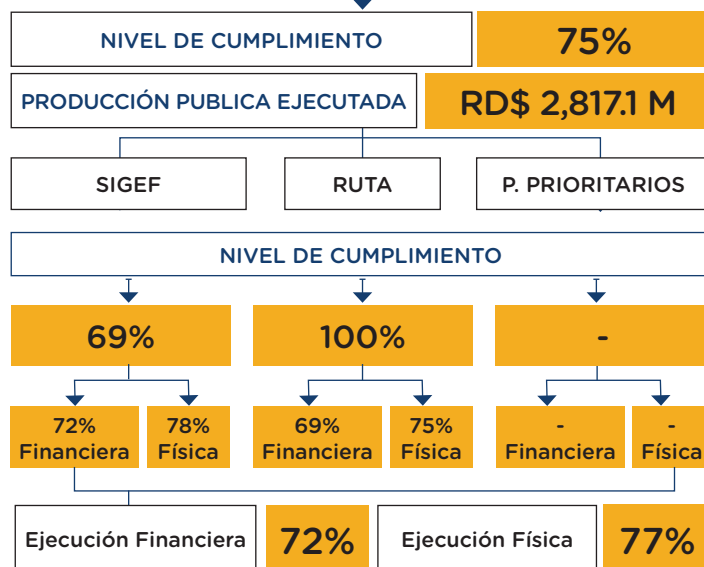 NIVEL DE CUMPLIMIENTO 75%
PRODUCCIÓN PUBLICA EJECUTADA RD$ 2,817.1 M
SIGEF RUTA P. PRIORITARIOS
NIVEL DE CUMPLIMIENTO
69% 100% -
72% 78% 69% 75% - -
Financiera Física Financiera Física Financiera Física
Ejecución Financiera 72% Ejecución Física 77%